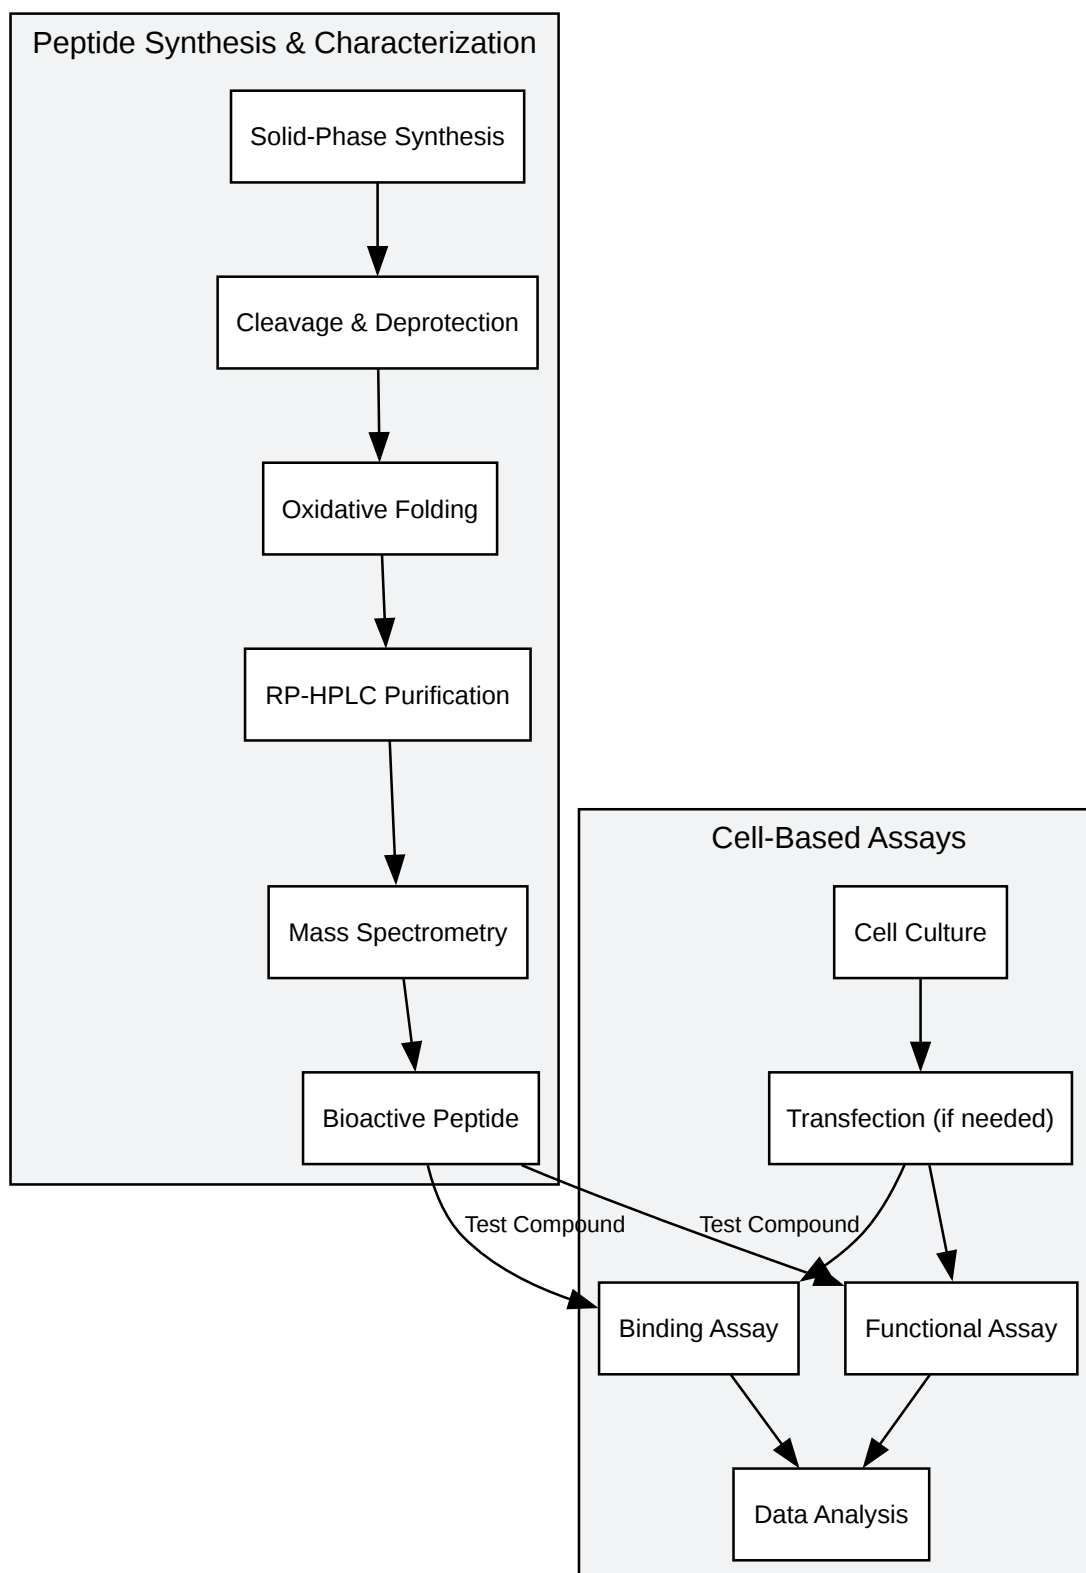 Peptide Synthesis & Characterization
Solid-Phase Synthesis
Cleavage & Deprotection
Oxidative Folding
RP-HPLC Purification
Mass Spectrometry
Bioactive Peptide
Cell-Based Assays
Cell Culture
Transfection (if needed)
Test Compound
Test Compound
Binding Assay
Functional Assay
Data Analysis